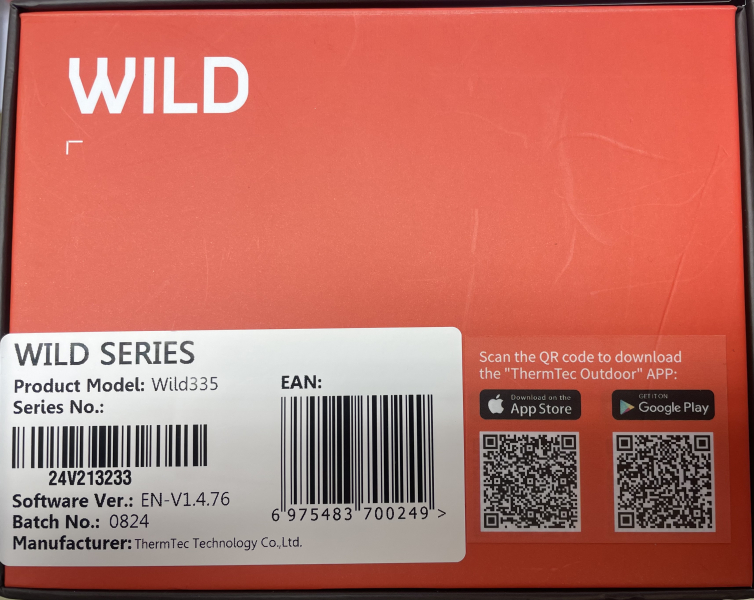 WILD
WILD SERIES
Product Model: Wild335
Series No.:
24V213233
Software Ver.: EN-V1.4.76
Batch No.: 0824
Manufacturer: ThermTec Technology Co.,Ltd.
EAN:
6 975483 700249 >
Scan the QR code to download
the "ThermTec Outdoor" APP:
Download on the
App Store
GET IT ON
Google Play